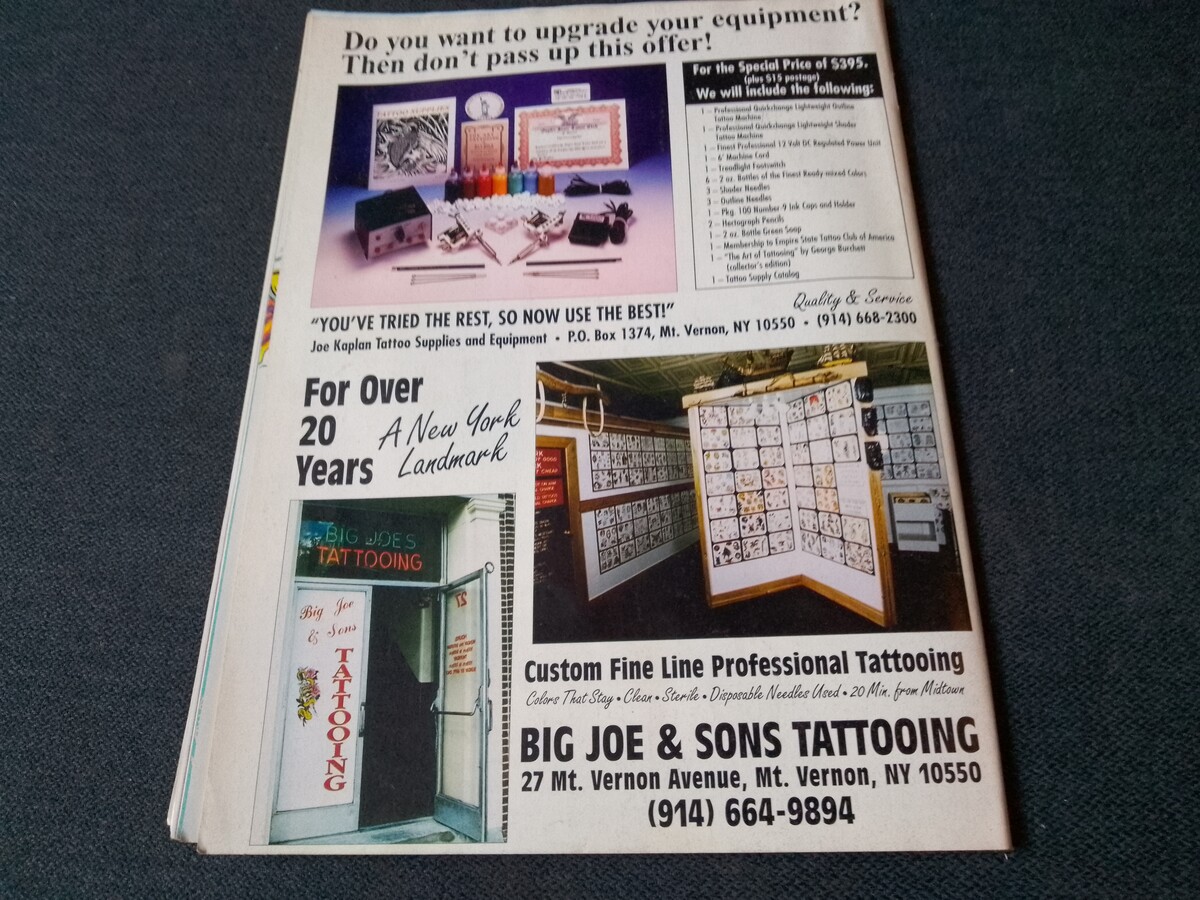 Do you want to upgrade your equipment?
Then don't pass up this offer!
For the Special Price of $395.
(plus $15 postage)
We will include the following:
1 – Professional Quickchange Lightweight Outline
Tattoo Machine
1 – Professional Quickchange Lightweight Shader
Tattoo Machine
1 – Finest Professional 12 Volt DC Regulated Power Unit
1 – 6' Machine Cord
1 – Treadlight Footswitch
6 – 2 oz. Bottles of the Finest Ready-mixed Colors
3 – Shader Needles
3 – Outline Needles
1 – Pkg. 100 Number 9 Ink Caps and Holder
2 – Hectograph Pencils
1 – 2 oz. Bottle Green Soap
1 – Membership to Empire State Tattoo Club of America
1 – "The Art of Tattooing" by George Burchett
(collector's edition)
1 – Tattoo Supply Catalog
TATTOO SUPPLIES
Quality & Service
"YOU'VE TRIED THE REST, SO NOW USE THE BEST!"
Joe Kaplan Tattoo Supplies and Equipment • P.O. Box 1374, Mt. Vernon, NY 10550 • (914) 668-2300
For Over
20
Years
A New York
Landmark
BIG JOES
TATTOOING
Big Joe
& Sons
TATTOOING
27
Custom Fine Line Professional Tattooing
Colors That Stay • Clean • Sterile • Disposable Needles Used • 20 Min. from Midtown
BIG JOE & SONS TATTOOING
27 Mt. Vernon Avenue, Mt. Vernon, NY 10550
(914) 664-9894